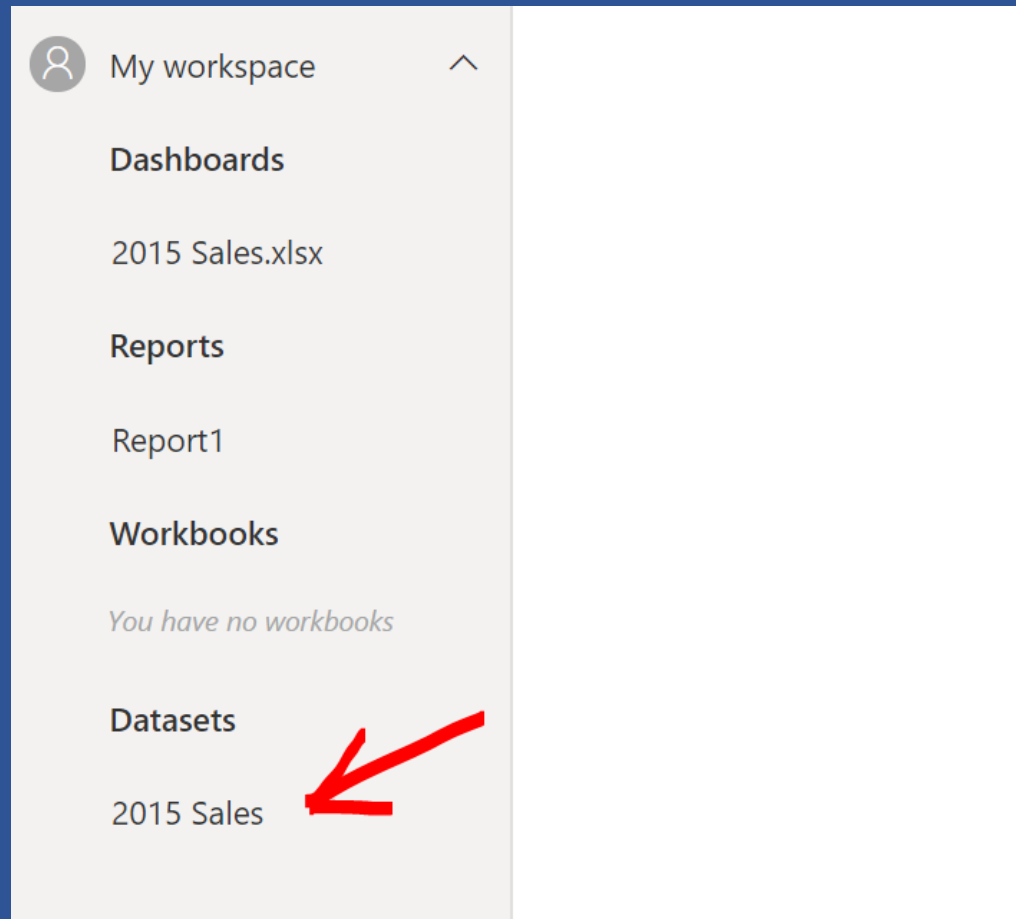 My workspace
Dashboards
2015 Sales.xlsx
Reports
Report1
Workbooks
You have no workbooks
Datasets
2015 Sales